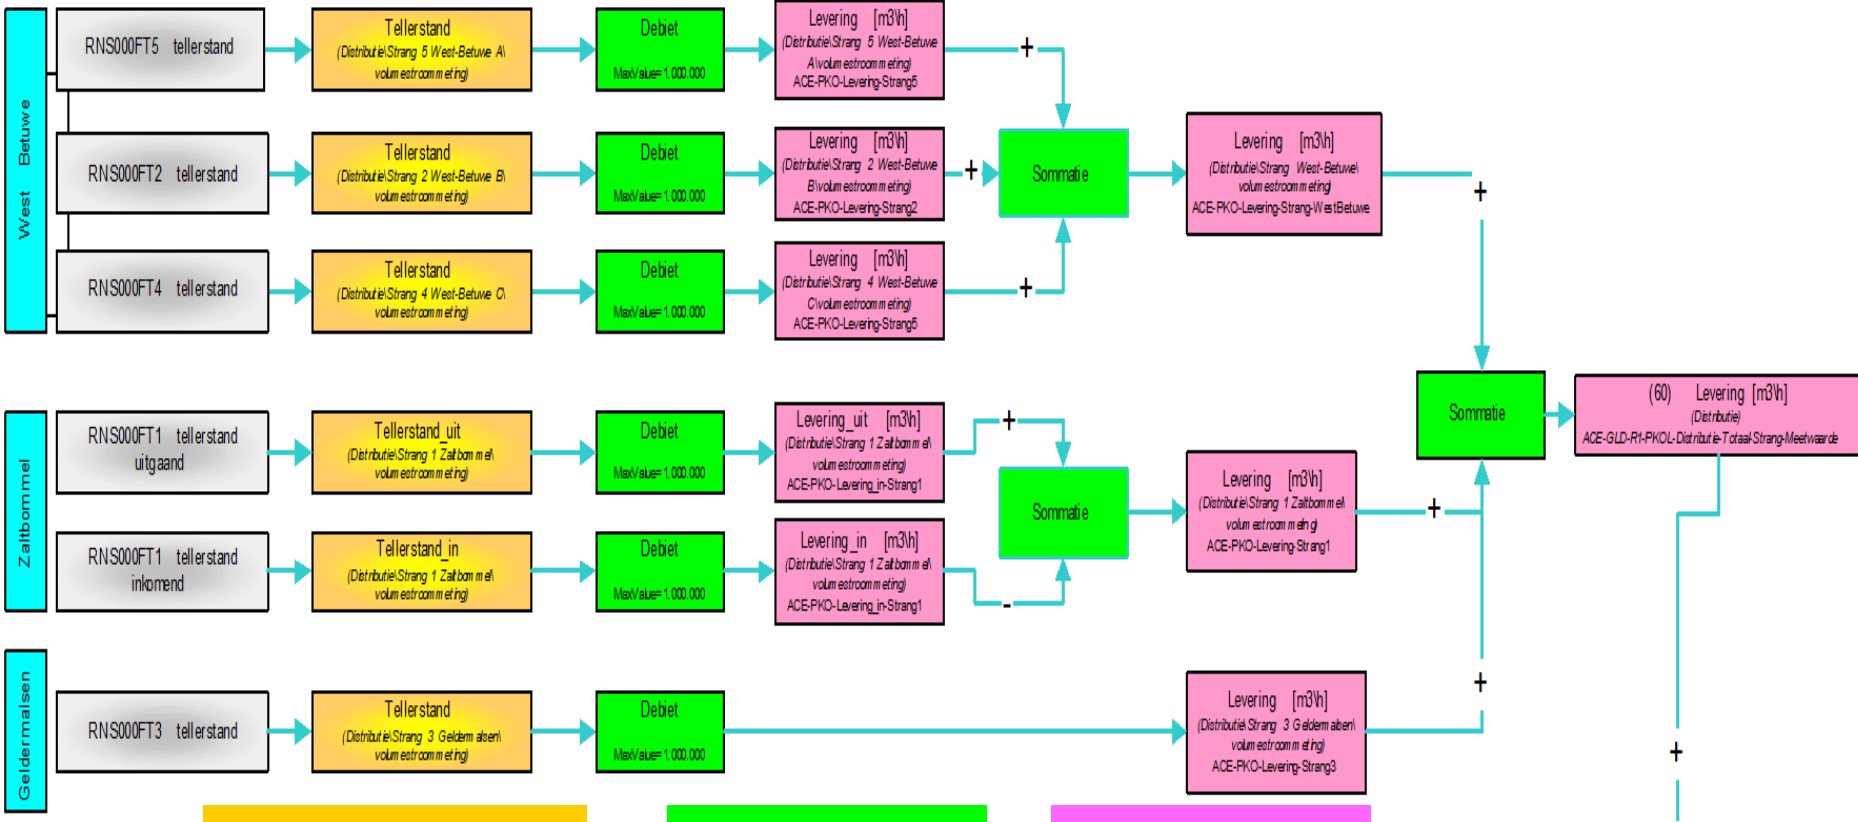 West Betuwe
RNS000FT5 tellerstand
Tellerstand
(Distributie\Strang 5 West-Betuwe A\
volumestroommeting)
Debiet
MaxValue=1.000.000
Levering [m3\h]
(Distributie\Strang 5 West-Betuwe
A\volumestroommeting)
ACE-PKO-Levering-Strang5
+
RNS000FT2 tellerstand
Tellerstand
(Distributie\Strang 2 West-Betuwe B\
volumestroommeting)
Debiet
MaxValue=1.000.000
Levering [m3\h]
(Distributie\Strang 2 West-Betuwe
B\volumestroommeting)
ACE-PKO-Levering-Strang2
+
Sommatie
Levering [m3\h]
(Distributie\Strang West-Betuwe\
volumestroommeting)
ACE-PKO-Levering-Strang-WestBetuwe
+
RNS000FT4 tellerstand
Tellerstand
(Distributie\Strang 4 West-Betuwe C\
volumestroommeting)
Debiet
MaxValue=1.000.000
Levering [m3\h]
(Distributie\Strang 4 West-Betuwe
C\volumestroommeting)
ACE-PKO-Levering-Strang5
+
Sommatie
(60) Levering [m3\h]
(Distributie)
ACE-GLD-R1-PKOL-Distributie-Totaal-Strang-Meetwaarde
Zaltbommel
RNS000FT1 tellerstand
uitgaand
Tellerstand_uit
(Distributie\Strang 1 Zaltbommel\
volumestroommeting)
Debiet
MaxValue=1.000.000
Levering_uit [m3\h]
(Distributie\Strang 1 Zaltbommel\
volumestroommeting)
ACE-PKO-Levering_in-Strang1
+
Sommatie
Levering [m3\h]
(Distributie\Strang 1 Zaltbommel\
volumestroommeting)
ACE-PKO-Levering-Strang1
+
RNS000FT1 tellerstand
inkomend
Tellerstand_in
(Distributie\Strang 1 Zaltbommel\
volumestroommeting)
Debiet
MaxValue=1.000.000
Levering_in [m3\h]
(Distributie\Strang 1 Zaltbommel\
volumestroommeting)
ACE-PKO-Levering_in-Strang1
-
Geldermalsen
RNS000FT3 tellerstand
Tellerstand
(Distributie\Strang 3 Geldermalsen\
volumestroommeting)
Debiet
MaxValue=1.000.000
Levering [m3\h]
(Distributie\Strang 3 Geldermalsen\
volumestroommeting)
ACE-PKO-Levering-Strang3
+
+